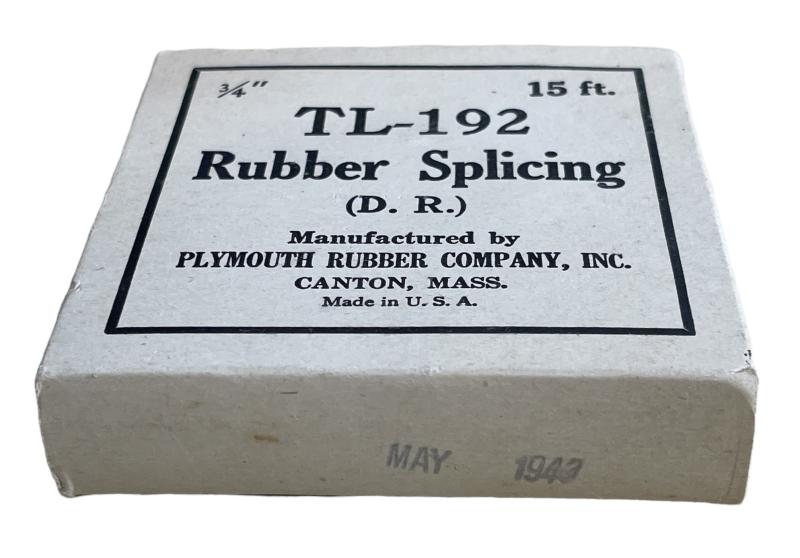 ¾" 15 ft.
TL-192
Rubber Splicing
(D. R.)
Manufactured by
PLYMOUTH RUBBER COMPANY, INC.
CANTON, MASS.
Made in U. S. A.
MAY 1943